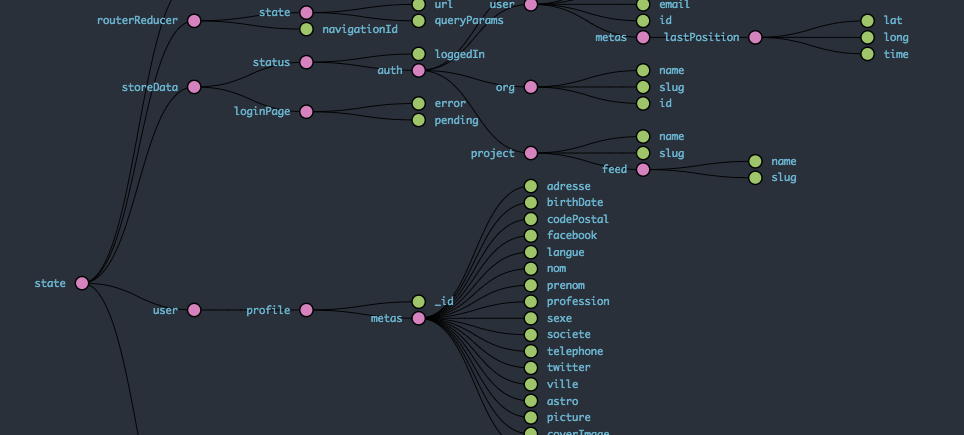 url
user
email
routerReducer
state
queryParams
id
lat
navigationId
metas
lastPosition
long
status
loggedIn
time
auth
name
storeData
org
slug
error
id
loginPage
pending
name
project
slug
name
feed
slug
adresse
birthDate
codePostal
facebook
langue
nom
state
prenom
_id
profession
user
profile
metas
sexe
societe
telephone
twitter
ville
astro
picture
coverImage